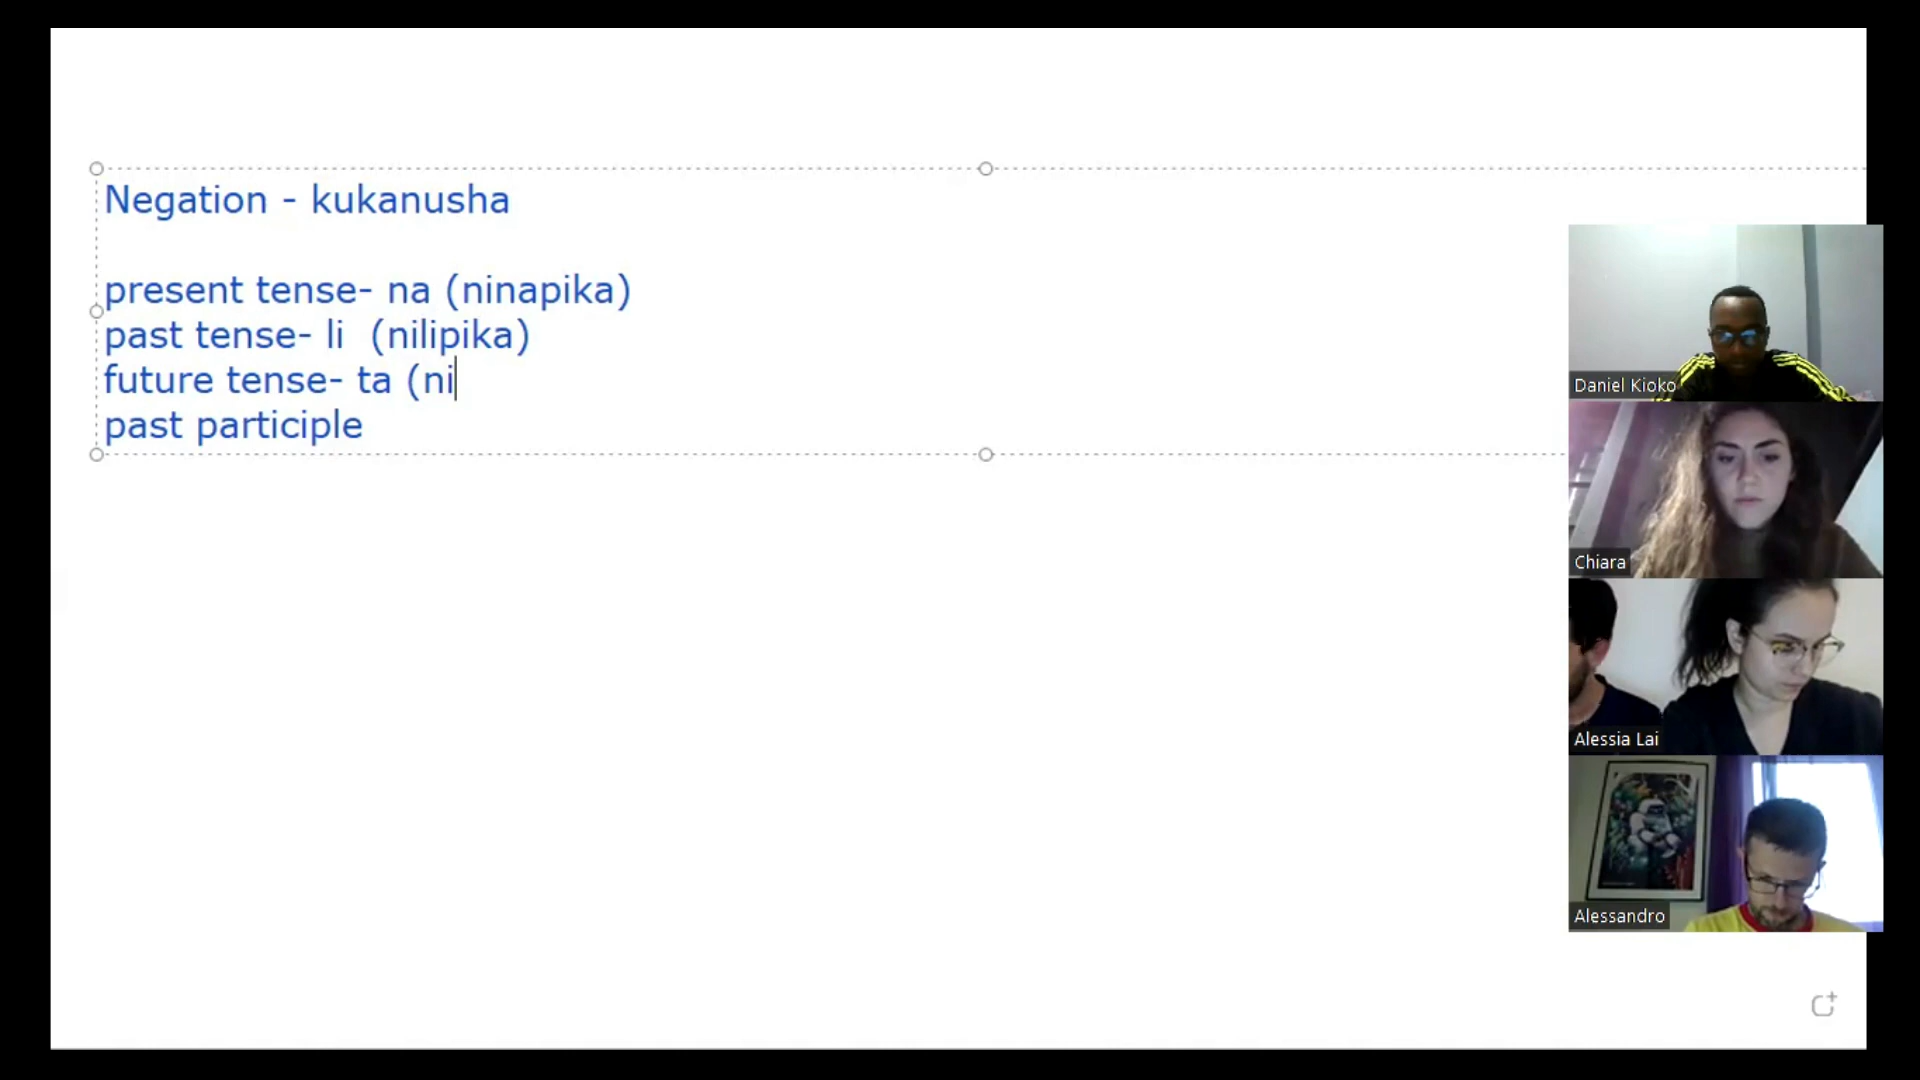 Negation - kukanusha
present tense- na (ninapika)
past tense- li (nilipika)
future tense- ta (ni
past participle
Daniel Kioko
Chiara
Alessia Lai
Alessandro